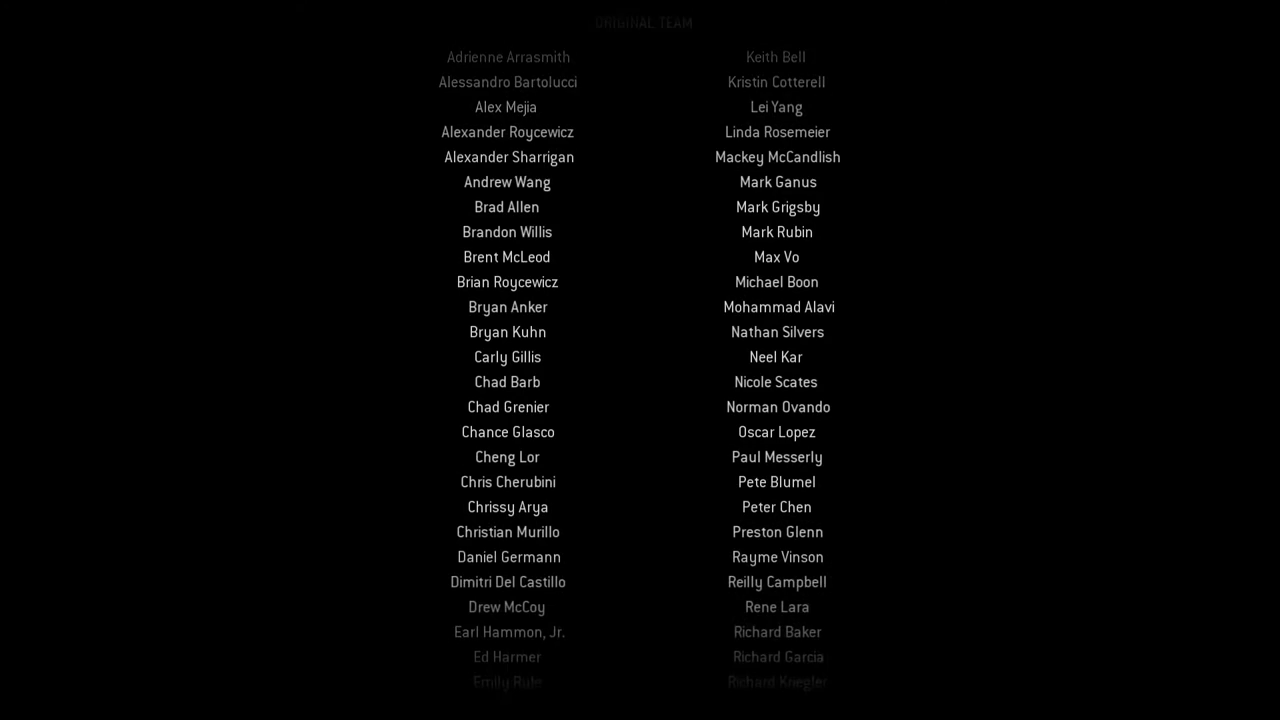 ORIGINAL TEAM
Adrienne Arrasmith Keith Bell
Alessandro Bartolucci Kristin Cotterell
Alex Mejia Lei Yang
Alexander Roycewicz Linda Rosemeier
Alexander Sharrigan Mackey McCandlish
Andrew Wang Mark Ganus
Brad Allen Mark Grigsby
Brandon Willis Mark Rubin
Brent McLeod Max Vo
Brian Roycewicz Michael Boon
Bryan Anker Mohammad Alavi
Bryan Kuhn Nathan Silvers
Carly Gillis Neel Kar
Chad Barb Nicole Scates
Chad Grenier Norman Ovando
Chance Glasco Oscar Lopez
Cheng Lor Paul Messerly
Chris Cherubini Pete Blumel
Chrissy Arya Peter Chen
Christian Murillo Preston Glenn
Daniel Germann Rayme Vinson
Dimitri Del Castillo Reilly Campbell
Drew McCoy Rene Lara
Earl Hammon, Jr. Richard Baker
Ed Harmer Richard Garcia
Emily Rule Richard Kriegler